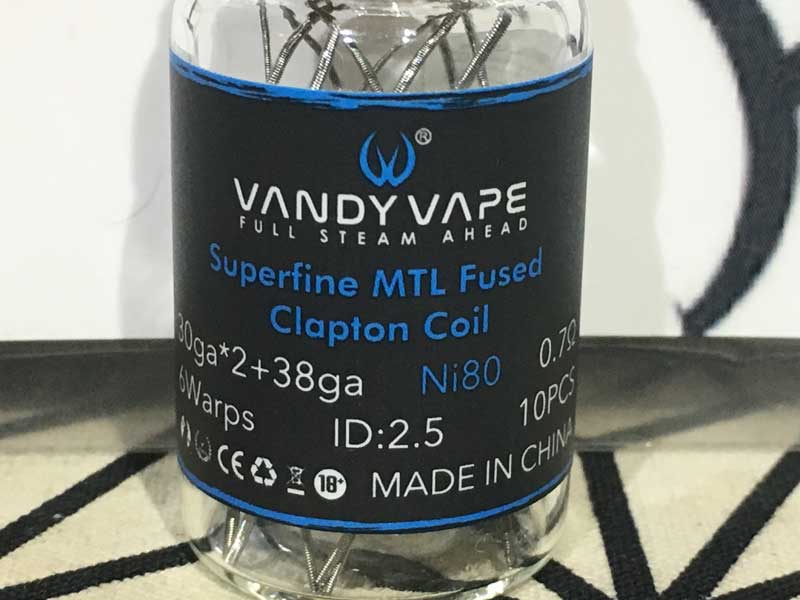 ®
VANDY VAPE
FULL STEAM AHEAD
Superfine MTL Fused
Clapton Coil
30ga*2+38ga Ni80 0.7Ω
6Warps ID:2.5 10PCS
CE 18+ MADE IN CHINA